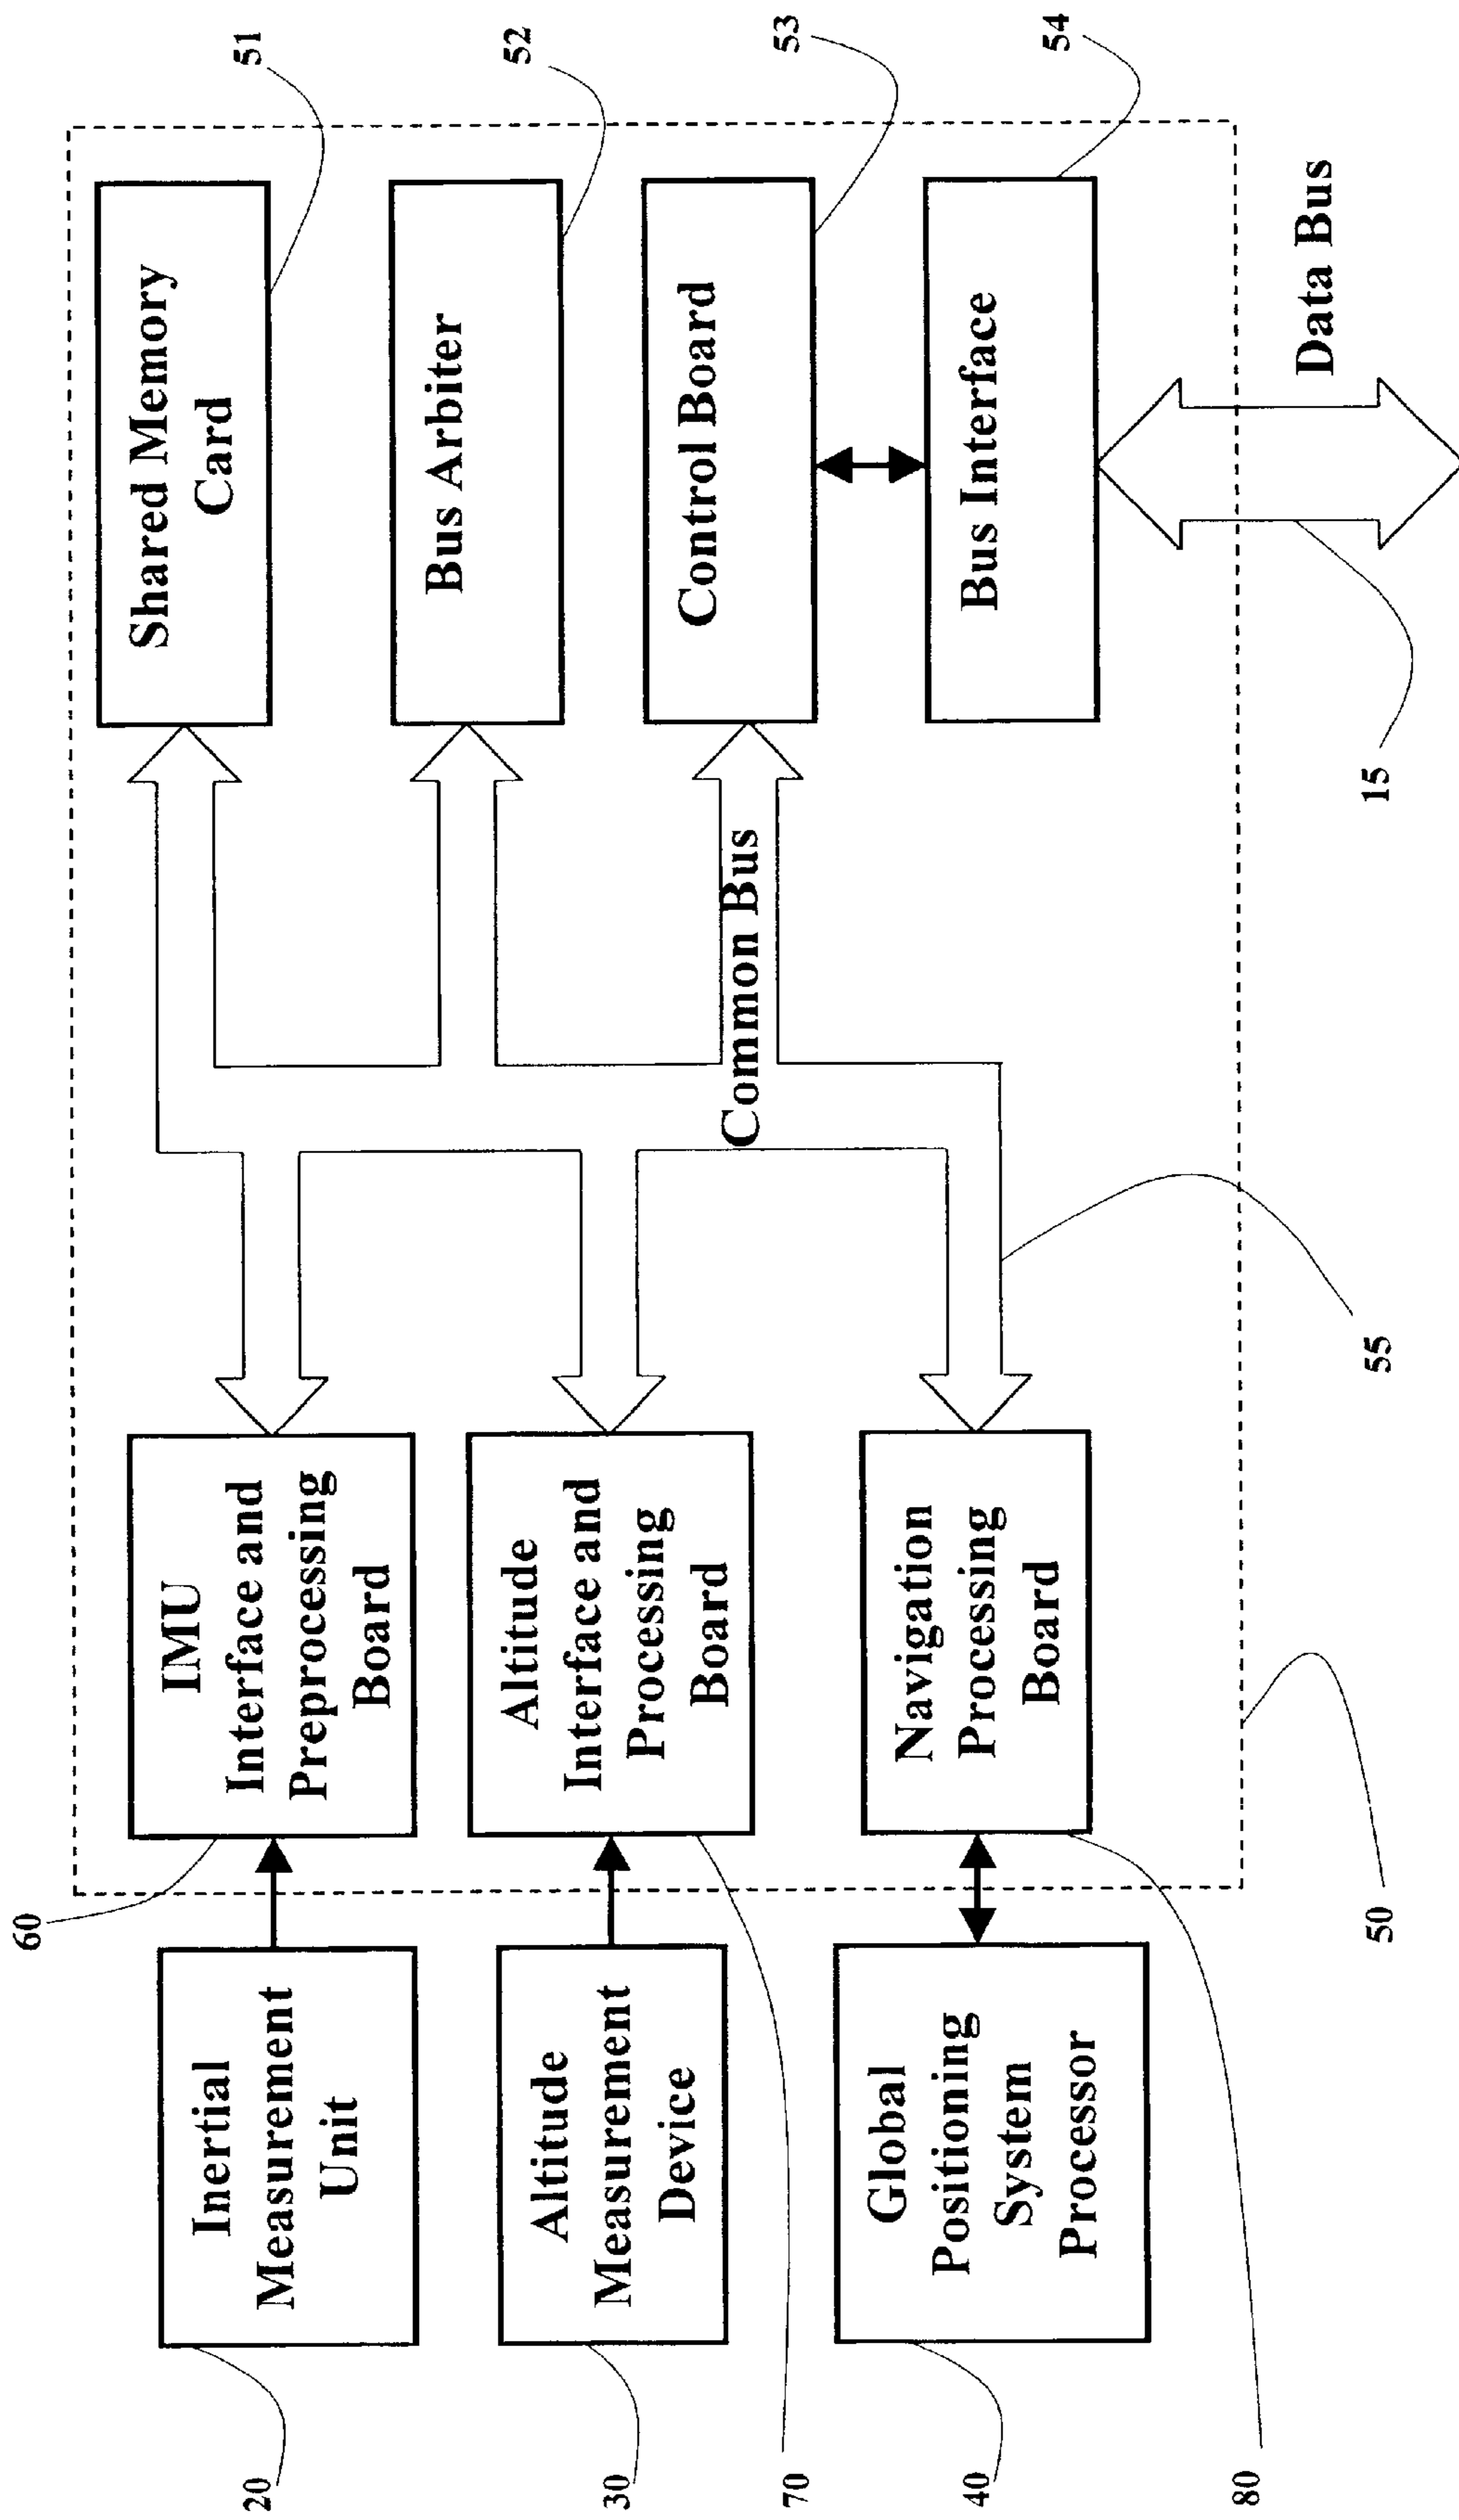 60
20
Inertial
Measurement
Unit
IMU
Interface and
Preprocessing
Board
Shared Memory
Card
51
30
Altitude
Measurement
Device
Altitude
Interface and
Processing
Board
Bus Arbiter
52
70
Common Bus
Control Board
53
40
Global
Positioning
System
Processor
Navigation
Processing
Board
Bus Interface
54
80
50
55
15
Data Bus